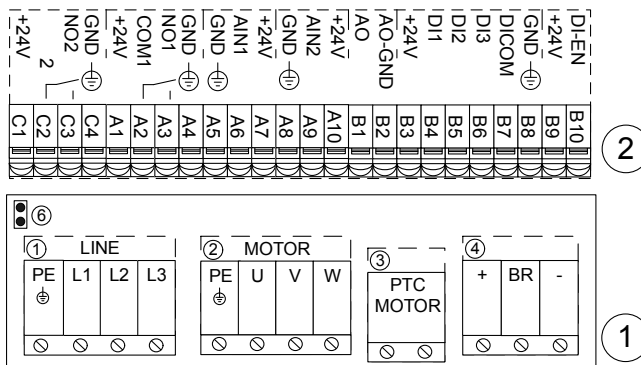 +24V 2 NO2 GND +24V COM1 NO1 GND GND AIN1 +24V GND AIN2 +24V AO AO-GND +24V DI1 DI2 DI3 DICOM GND +24V DI-EN
C1 C2 C3 C4 A1 A2 A3 A4 A5 A6 A7 A8 A9 A10 B1 B2 B3 B4 B5 B6 B7 B8 B9 B10
2
6
1 LINE
PE L1 L2 L3
2 MOTOR
PE U V W
3
PTC
MOTOR
4
+ BR -
1